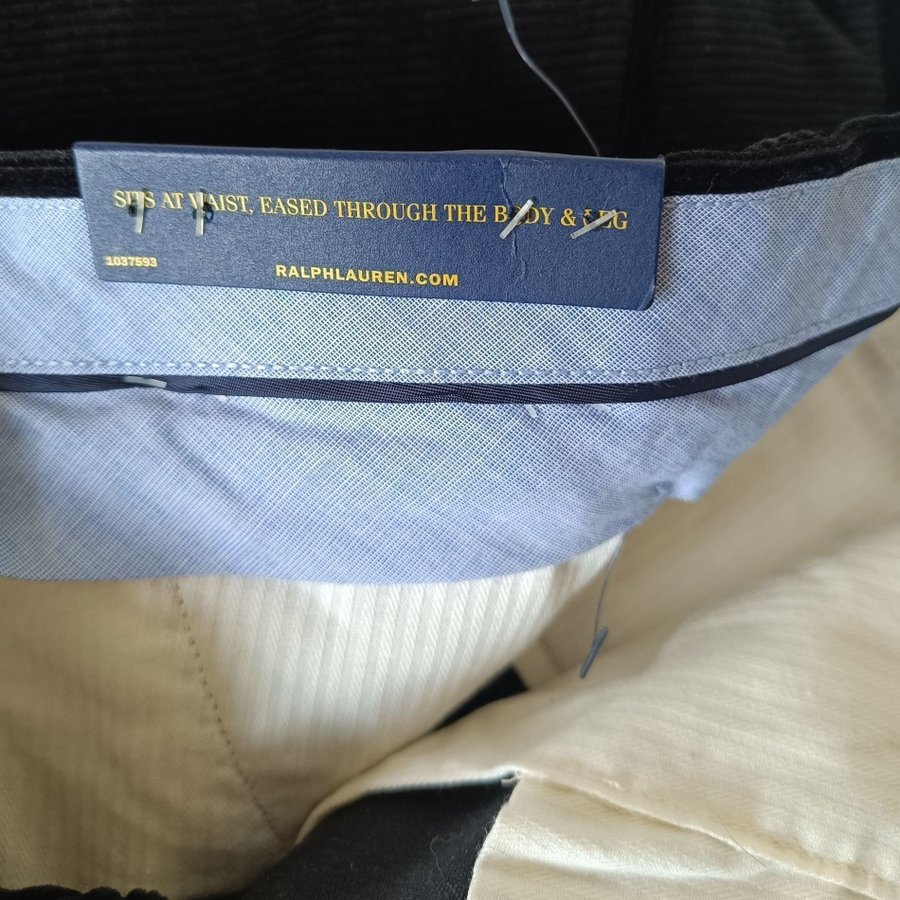 SITS AT WAIST, EASED THROUGH THE BODY & LEG
1037593
RALPHLAUREN.COM